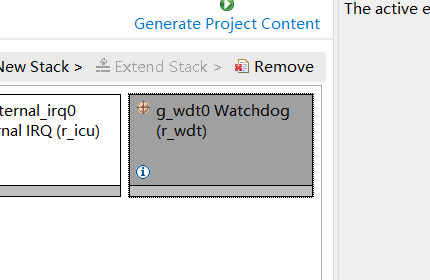 The active e
Generate Project Content
New Stack > Extend Stack > Remove
ternal_irq0
rnal IRQ (r_icu)
g_wdt0 Watchdog
(r_wdt)